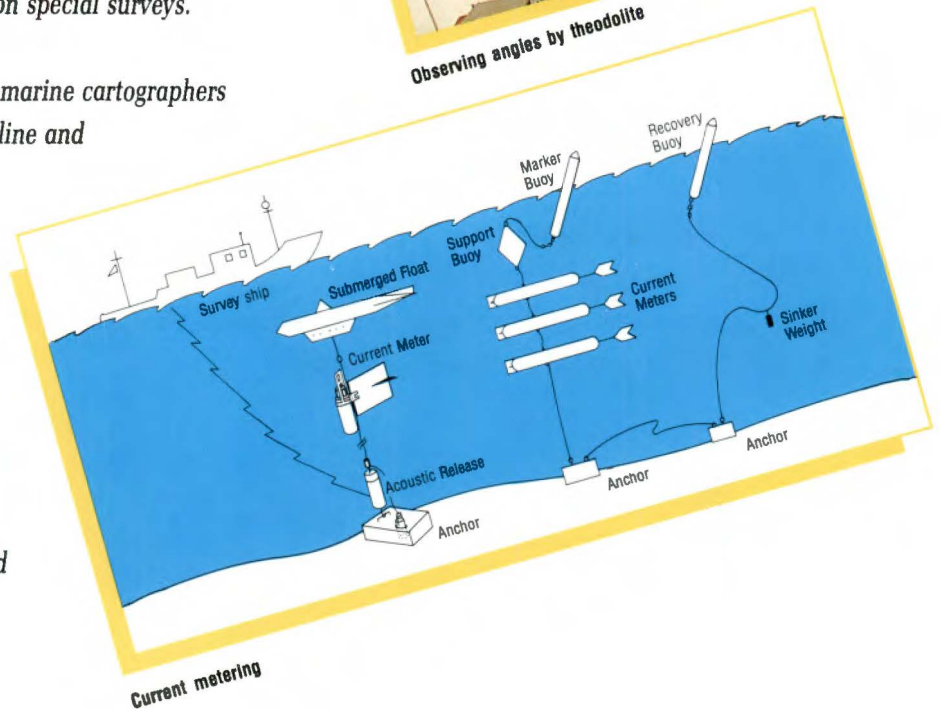 on special surveys.
marine cartographers
line and
Observing angles by theodolite
Marker
Buoy
Recovery
Buoy
Support
Buoy
Survey ship
Submerged Float
Current
Meters
Current Meter
Sinker
Weight
Acoustic Release
Anchor
Anchor
Anchor
Current metering